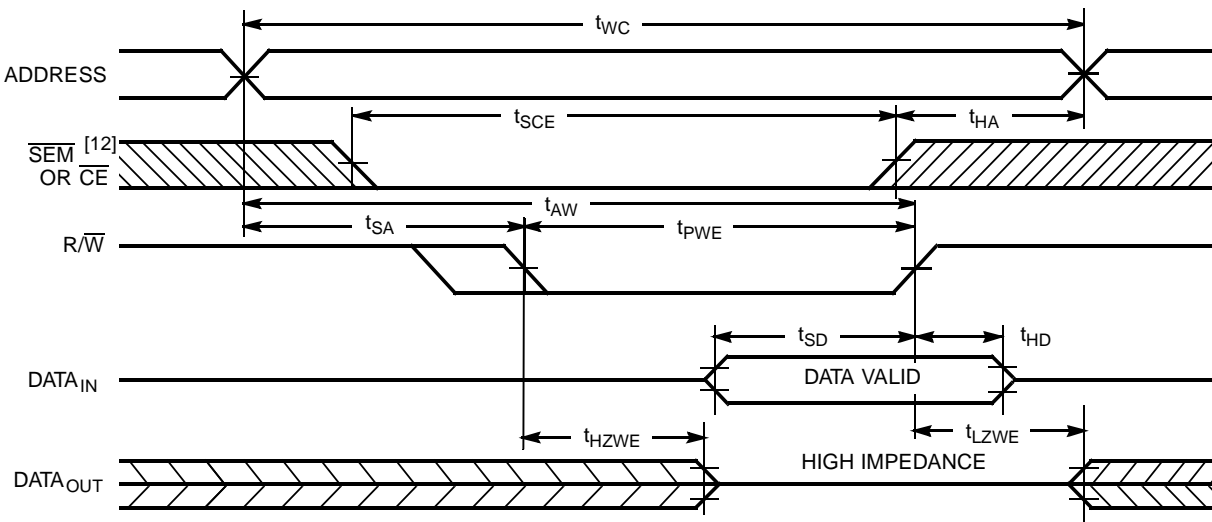 tWC
ADDRESS
tSCE
tHA
SEM [12]
OR CE
tAW
tSA
tPWE
R/W
tSD
tHD
DATAIN
DATA VALID
tHZWE
tLZWE
HIGH IMPEDANCE
DATAOUT